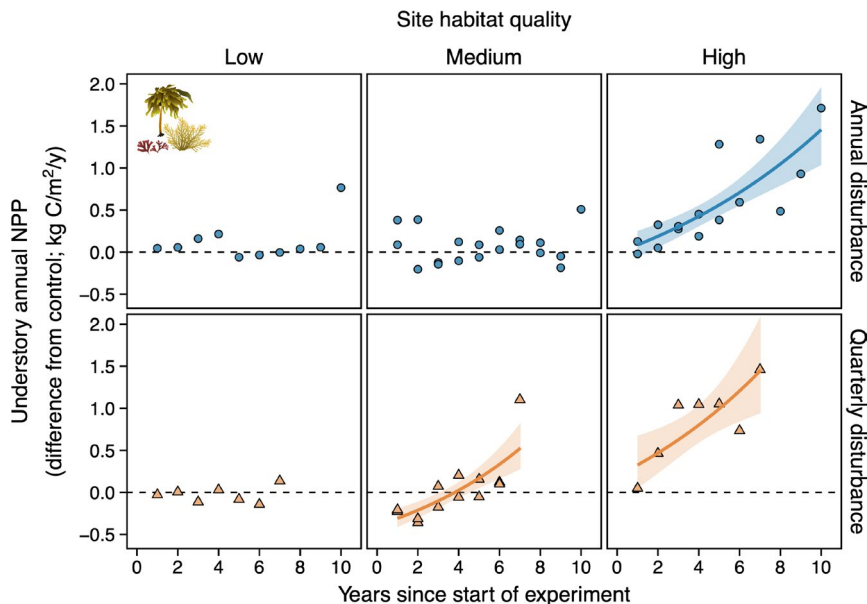 Site habitat quality
Low Medium High
Understory annual NPP
(difference from control; kg C/m²/y)
2.0
1.5
1.0
0.5
0.0
−0.5
Annual disturbance
2.0
1.5
1.0
0.5
0.0
−0.5
Quarterly disturbance
0 2 4 6 8 10 0 2 4 6 8 10 0 2 4 6 8 10
Years since start of experiment